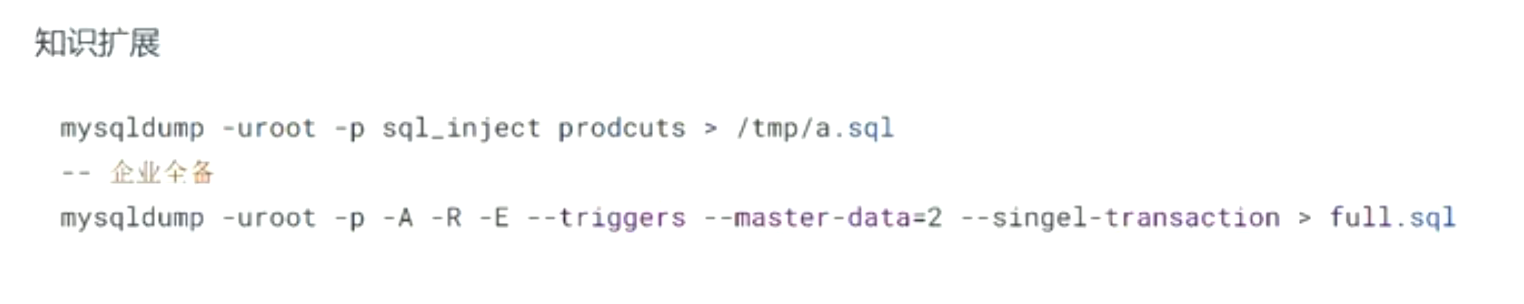 知识扩展
mysqldump -uroot -p sql_inject prodcuts > /tmp/a.sql
-- 企业全备
mysqldump -uroot -p -A -R -E --triggers --master-data=2 --singel-transaction > full.sql